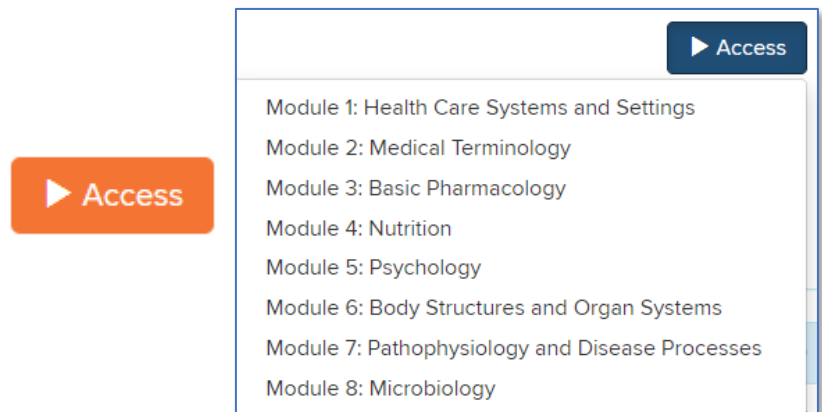 Access
Access
Module 1: Health Care Systems and Settings
Module 2: Medical Terminology
Module 3: Basic Pharmacology
Module 4: Nutrition
Module 5: Psychology
Module 6: Body Structures and Organ Systems
Module 7: Pathophysiology and Disease Processes
Module 8: Microbiology